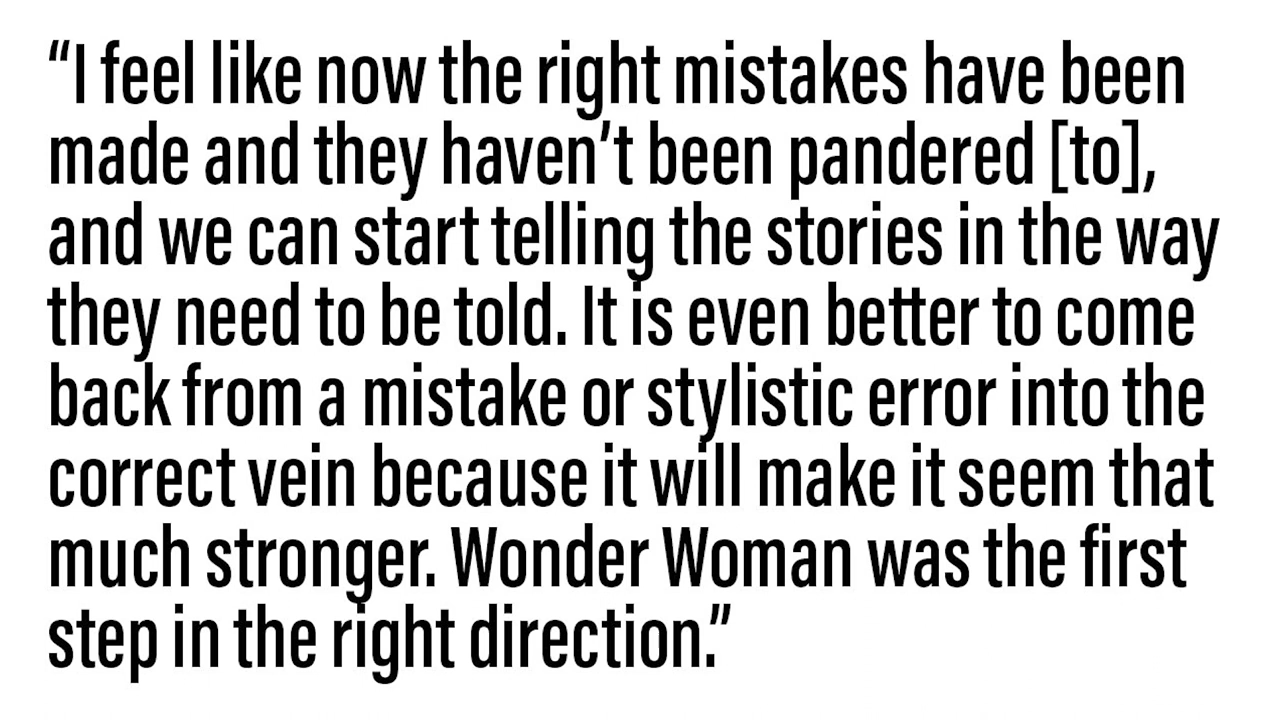 “I feel like now the right mistakes have been
made and they haven’t been pandered [to],
and we can start telling the stories in the way
they need to be told. It is even better to come
back from a mistake or stylistic error into the
correct vein because it will make it seem that
much stronger. Wonder Woman was the first
step in the right direction.”